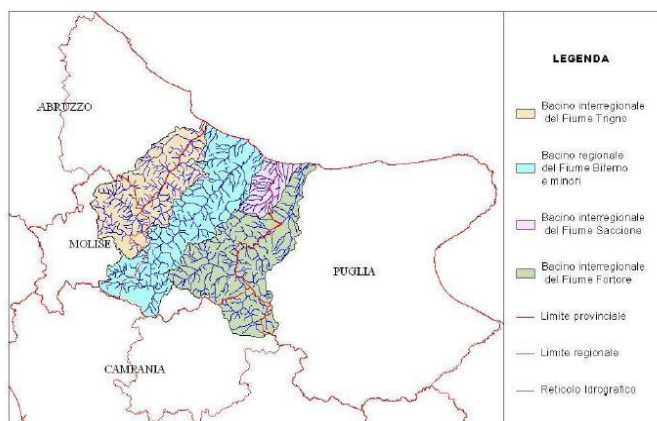 ABRUZZO
MOLISE
PUGLIA
CAMPANIA
LEGENDA
Bacino interregionale
del Fiume Trigno
Bacino regionale
del Fiume Biferno
e minori
Bacino interregionale
del Fiume Saccione
Bacino interregionale
del Fiume Fortore
Limite provinciale
Limite regionale
Reticolo Idrografico